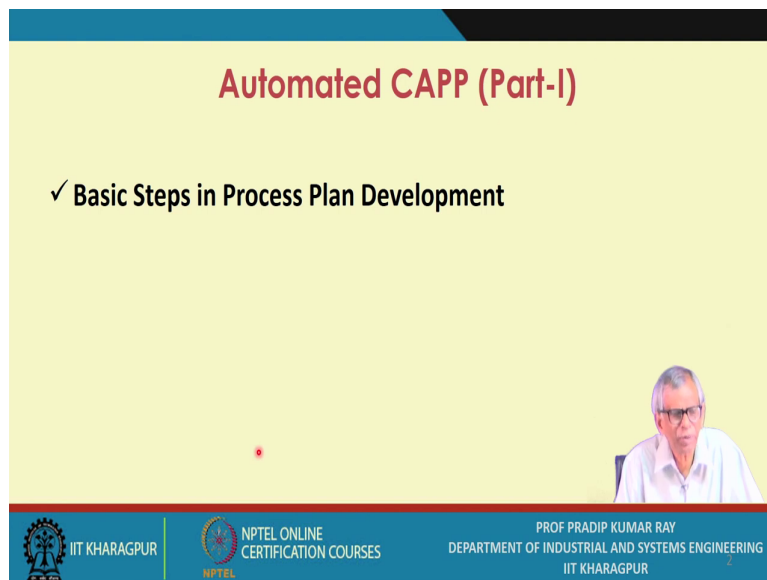 Automated CAPP (Part-I)
✓ Basic Steps in Process Plan Development
IIT KHARAGPUR
NPTEL
NPTEL ONLINE
CERTIFICATION COURSES
PROF PRADIP KUMAR RAY
DEPARTMENT OF INDUSTRIAL AND SYSTEMS ENGINEERING
IIT KHARAGPUR
2